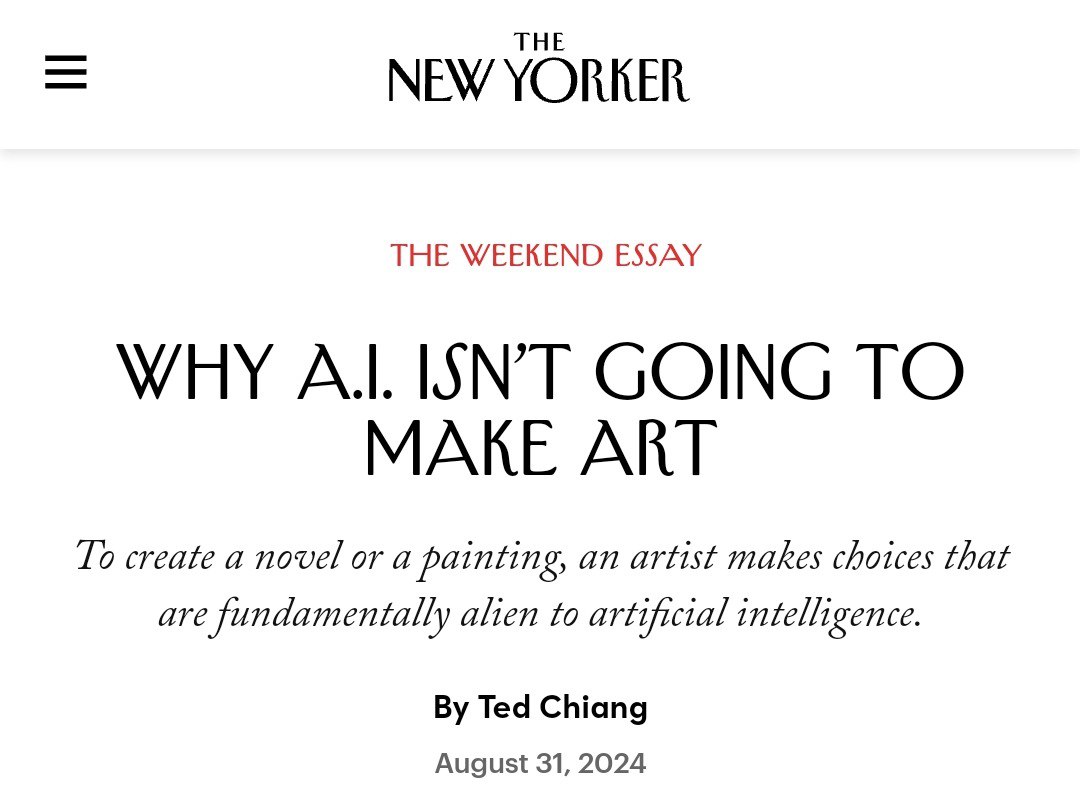 THE
NEW YORKER
THE WEEKEND ESSAY
WHY A.I. ISN'T GOING TO
MAKE ART
To create a novel or a painting, an artist makes choices that
are fundamentally alien to artificial intelligence.
By Ted Chiang
August 31, 2024